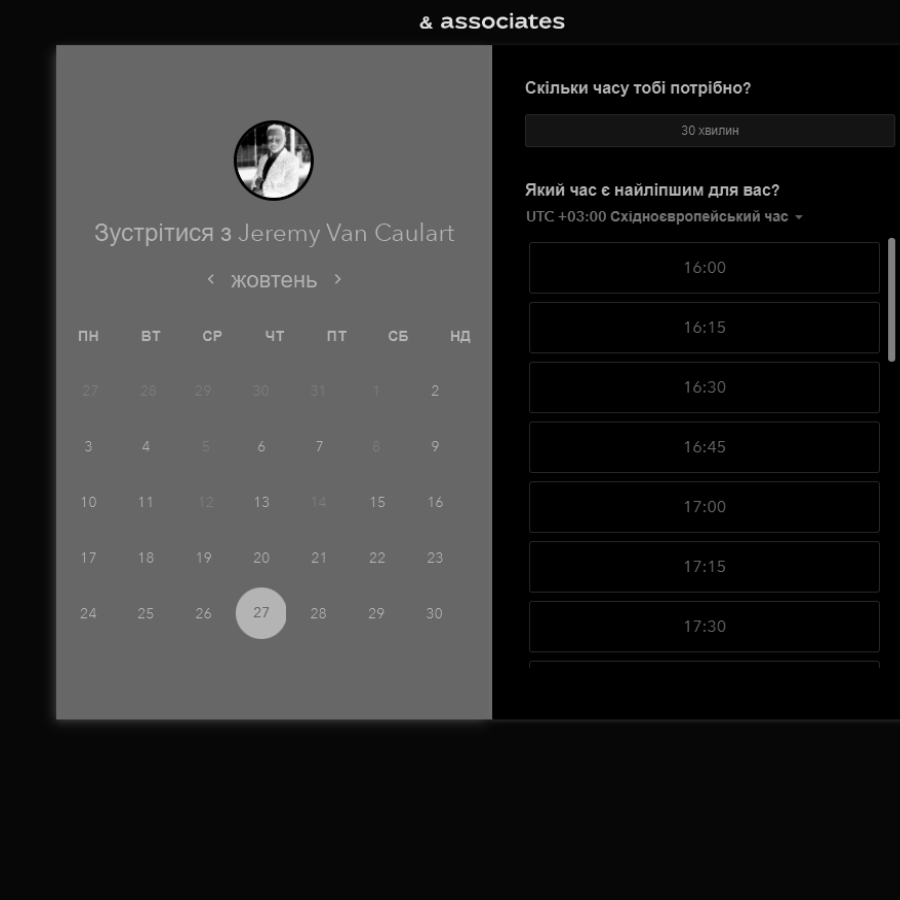 & associates
Зустрітися з Jeremy Van Caulart
жовтень
ПН ВТ СР ЧТ ПТ СБ НД
27 28 29 30 31 1 2
3 4 5 6 7 8 9
10 11 12 13 14 15 16
17 18 19 20 21 22 23
24 25 26 27 28 29 30
Скільки часу тобі потрібно?
30 хвилин
Який час є найліпшим для вас?
UTC +03:00 Східноєвропейський час
16:00
16:15
16:30
16:45
17:00
17:15
17:30